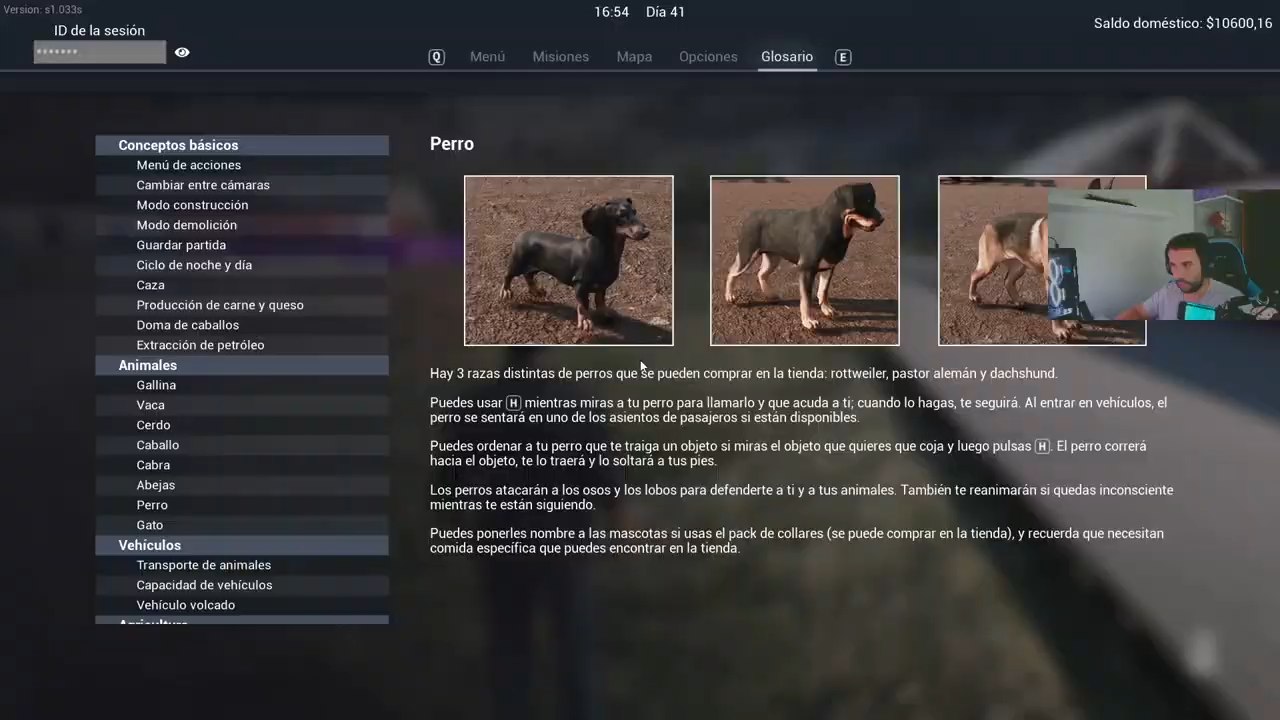 Version: s1.033s
16:54 Día 41
ID de la sesión
*******
Saldo doméstico: $10600,16
Q Menú Misiones Mapa Opciones Glosario E
Conceptos básicos
Menú de acciones
Cambiar entre cámaras
Modo construcción
Modo demolición
Guardar partida
Ciclo de noche y día
Caza
Producción de carne y queso
Doma de caballos
Extracción de petróleo
Animales
Gallina
Vaca
Cerdo
Caballo
Cabra
Abejas
Perro
Gato
Vehículos
Transporte de animales
Capacidad de vehículos
Vehículo volcado
Agricultura
Perro
Hay 3 razas distintas de perros que se pueden comprar en la tienda: rottweiler, pastor alemán y dachshund.
Puedes usar H mientras miras a tu perro para llamarlo y que acuda a ti; cuando lo hagas, te seguirá. Al entrar en vehículos, el
perro se sentará en uno de los asientos de pasajeros si están disponibles.
Puedes ordenar a tu perro que te traiga un objeto si miras el objeto que quieres que coja y luego pulsas H. El perro correrá
hacia el objeto, te lo traerá y lo soltará a tus pies.
Los perros atacarán a los osos y los lobos para defenderte a ti y a tus animales. También te reanimarán si quedas inconsciente
mientras te están siguiendo.
Puedes ponerles nombre a las mascotas si usas el pack de collares (se puede comprar en la tienda), y recuerda que necesitan
comida específica que puedes encontrar en la tienda.